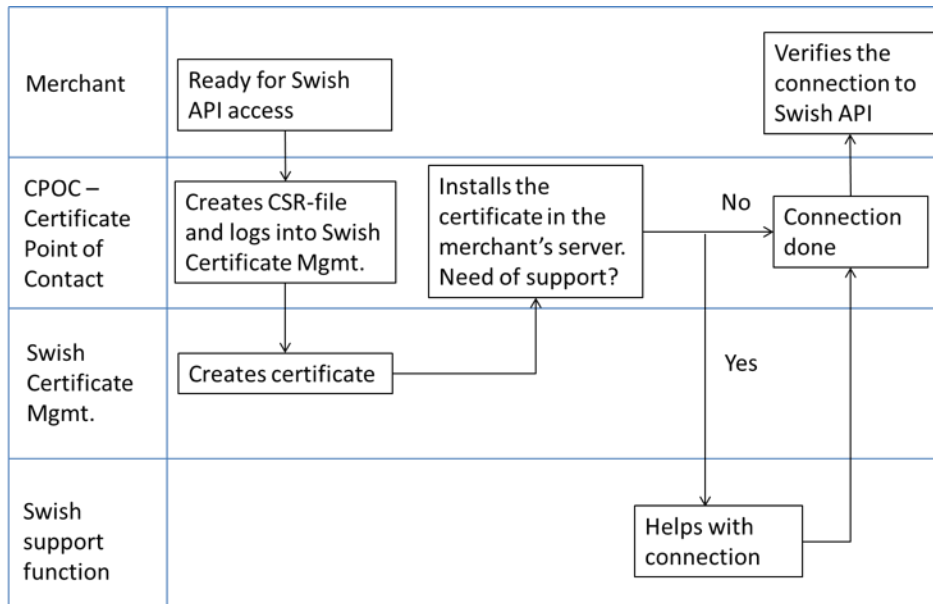 Merchant
Ready for Swish
API access
Verifies the
connection to
Swish API
CPOC –
Certificate
Point of
Contact
Creates CSR-file
and logs into Swish
Certificate Mgmt.
Installs the
certificate in the
merchant’s server.
Need of support?
No
Connection
done
Swish
Certificate
Mgmt.
Creates certificate
Yes
Swish
support
function
Helps with
connection